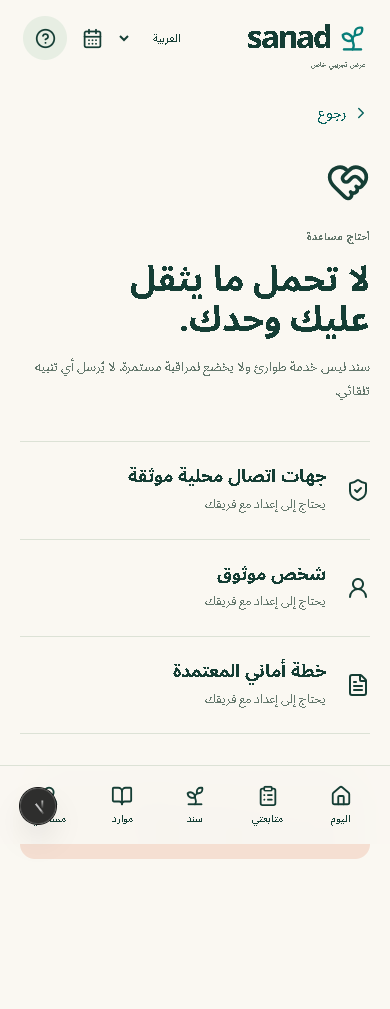 sanad
عرض تجريبي خاص
العربية
رجوع
أحتاج مساعدة
لا تحمل ما يثقل
عليك وحدك.
سند ليس خدمة طوارئ ولا يخضع لمراقبة مستمرة. لا يُرسل أي تنبيه
تلقائي.
جهات اتصال محلية موثقة
يحتاج إلى إعداد مع فريقك
شخص موثوق
يحتاج إلى إعداد مع فريقك
خطة أماني المعتمدة
يحتاج إلى إعداد مع فريقك
اليوم
متابعتي
سند
موارد